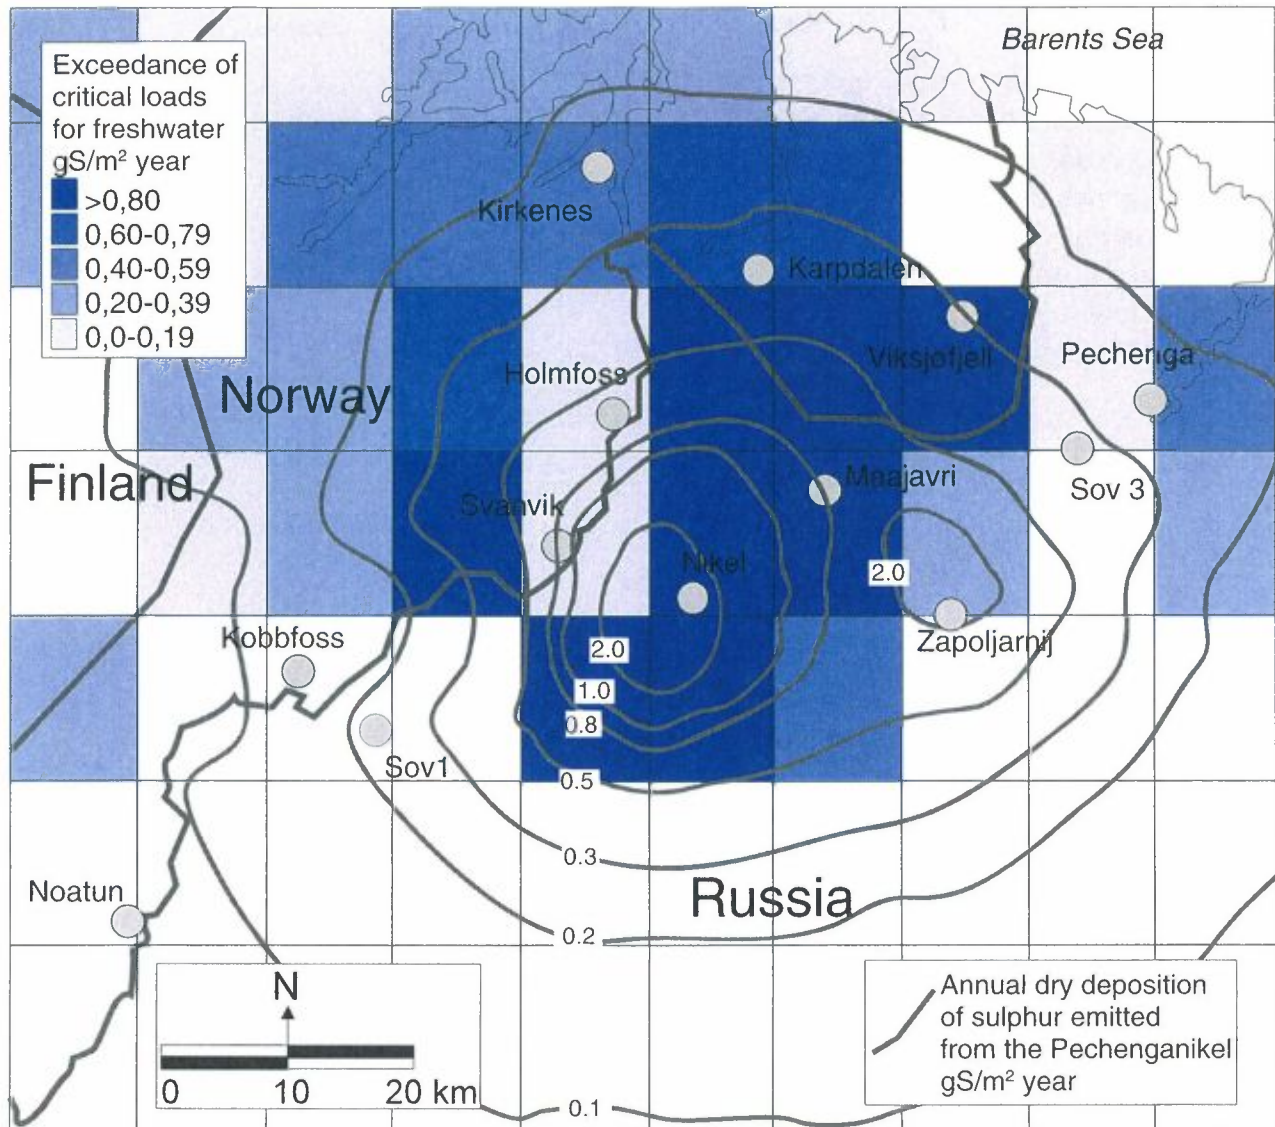 Barents Sea
Exceedance of
critical loads
for freshwater
gS/m² year
>0,80
0,60-0,79
0,40-0,59
0,20-0,39
0,0-0,19
Kirkenes
Karpdalen
Viksjøfjell
Pechenga
Holmfoss
Norway
Finland
Svanvik
Maajavri
Sov 3
Nikel
2.0
Zapoljarnij
Kobbfoss
2.0
1.0
0.8
Sov1
0.5
0.3
Russia
Noatun
0.2
N
0 10 20 km
Annual dry deposition
of sulphur emitted
from the Pechenganikel
gS/m² year
0.1